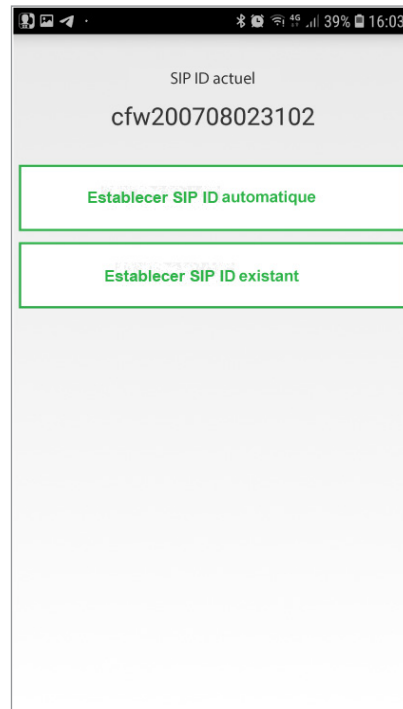 4G 39% 16:03
SIP ID actuel
cfw200708023102
Establecer SIP ID automatique
Establecer SIP ID existant